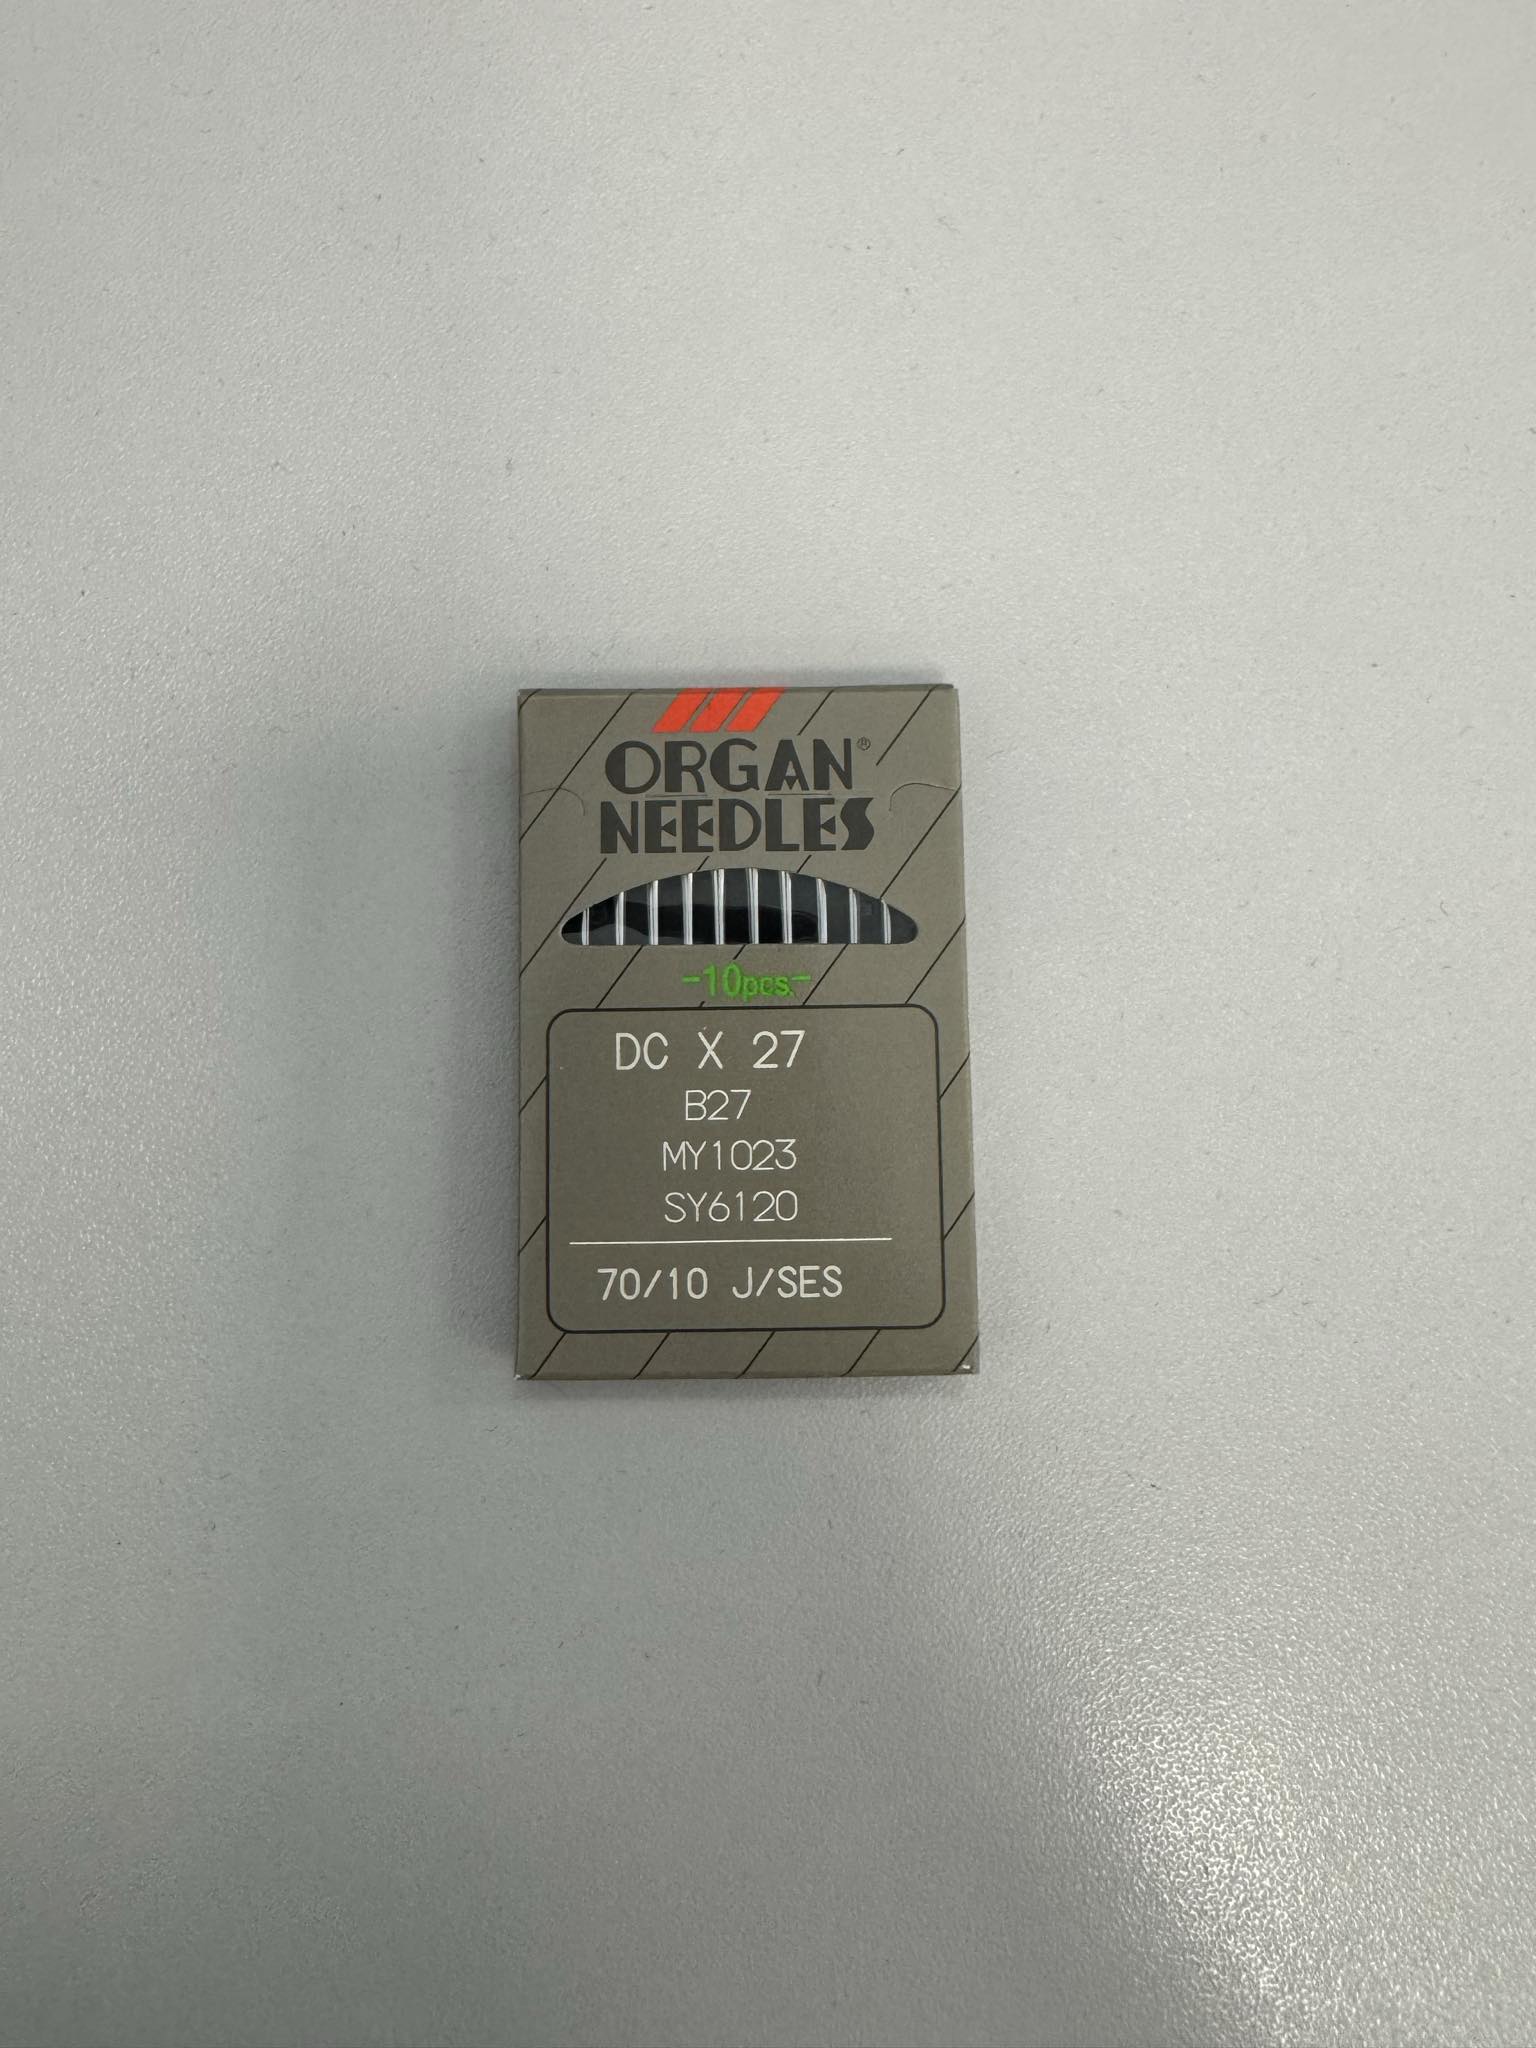 ORGAN®
NEEDLES
-10pcs.-
DC X 27
B27
MY1023
SY6120
70/10 J/SES